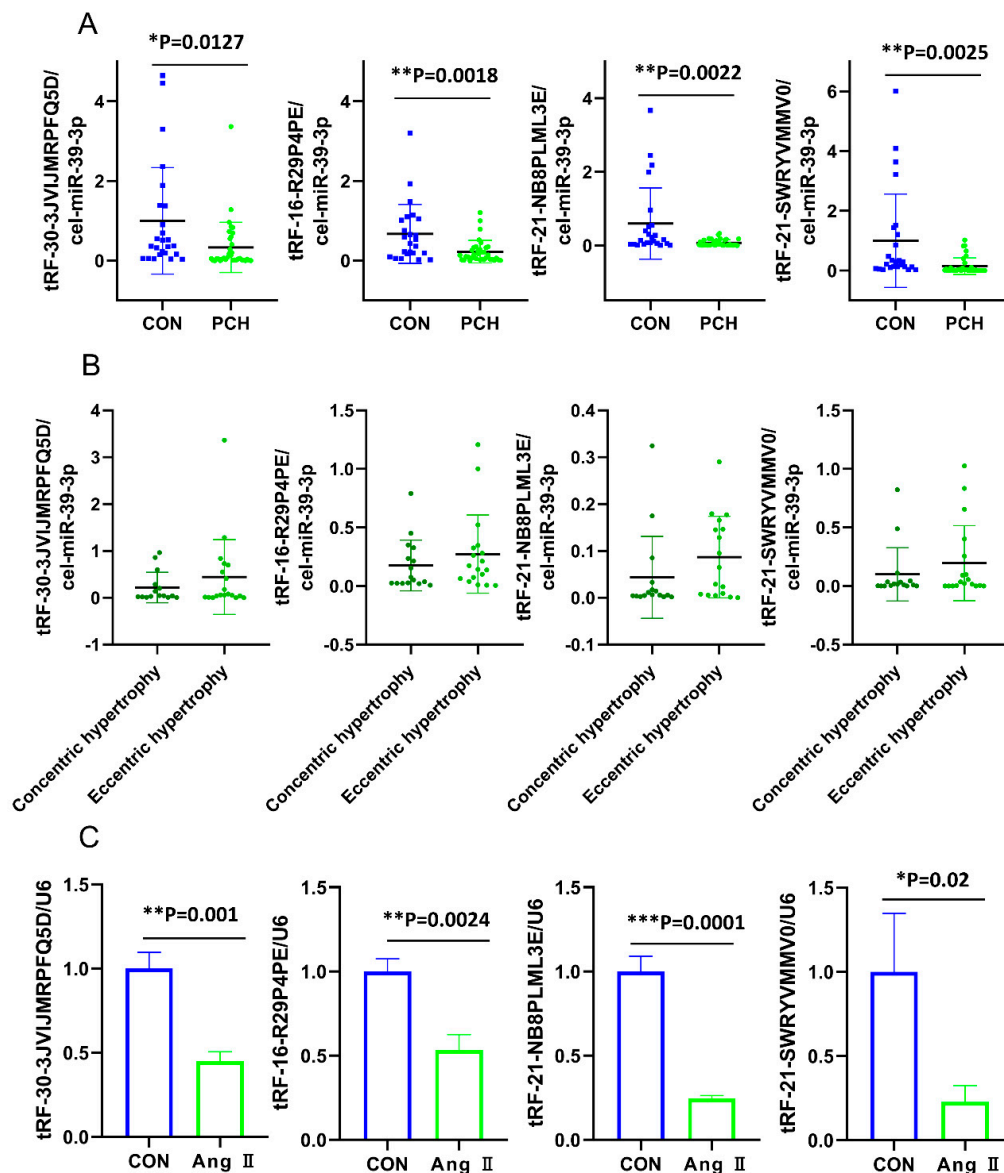 A
*P=0.0127
tRF-30-3JVIJMRPFQ5D/
cel-miR-39-3p
4
2
0
CON
PCH
**P=0.0018
tRF-16-R29P4PE/
cel-miR-39-3p
4
2
0
CON
PCH
**P=0.0022
tRF-21-NB8PLML3E/
cel-miR-39-3p
4
2
0
CON
PCH
**P=0.0025
tRF-21-SWRYVMMV0/
cel-miR-39-3p
6
4
2
0
CON
PCH
B
tRF-30-3JVIJMRPFQ5D/
cel-miR-39-3p
4
3
2
1
0
-1
Concentric hypertrophy
Eccentric hypertrophy
tRF-16-R29P4PE/
cel-miR-39-3p
1.5
1.0
0.5
0.0
-0.5
Concentric hypertrophy
Eccentric hypertrophy
tRF-21-NB8PLML3E/
cel-miR-39-3p
0.4
0.3
0.2
0.1
0.0
-0.1
Concentric hypertrophy
Eccentric hypertrophy
tRF-21-SWRYVMMV0/
cel-miR-39-3p
1.5
1.0
0.5
0.0
-0.5
Concentric hypertrophy
Eccentric hypertrophy
C
tRF-30-3JVIJMRPFQ5D/U6
1.5
1.0
0.5
0.0
**P=0.001
CON
Ang Ⅱ
tRF-16-R29P4PE/U6
1.5
1.0
0.5
0.0
**P=0.0024
CON
Ang Ⅱ
tRF-21-NB8PLML3E/U6
1.5
1.0
0.5
0.0
***P=0.0001
CON
Ang Ⅱ
tRF-21-SWRYVMMV0/U6
1.5
1.0
0.5
0.0
*P=0.02
CON
Ang Ⅱ